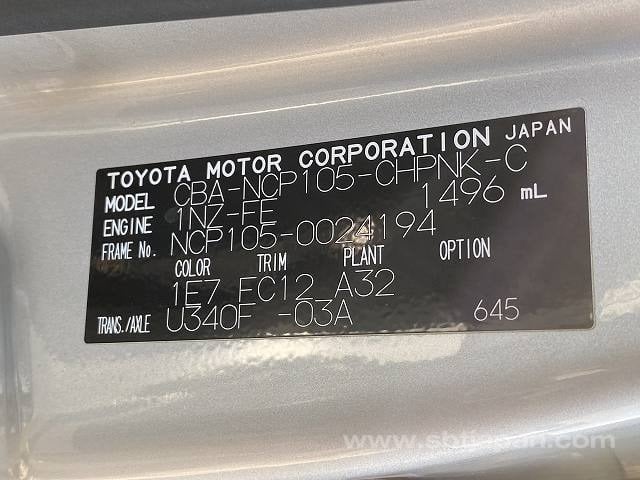 TOYOTA MOTOR CORPORATION JAPAN
MODEL CBA-NCP105-CHPNK-C
ENGINE 1NZ-FE 1496 mL
FRAME No. NCP105-0024194
COLOR TRIM PLANT OPTION
1E7 FC12 A32
TRANS./AXLE U340F -03A 645
www.sbtjapan.com